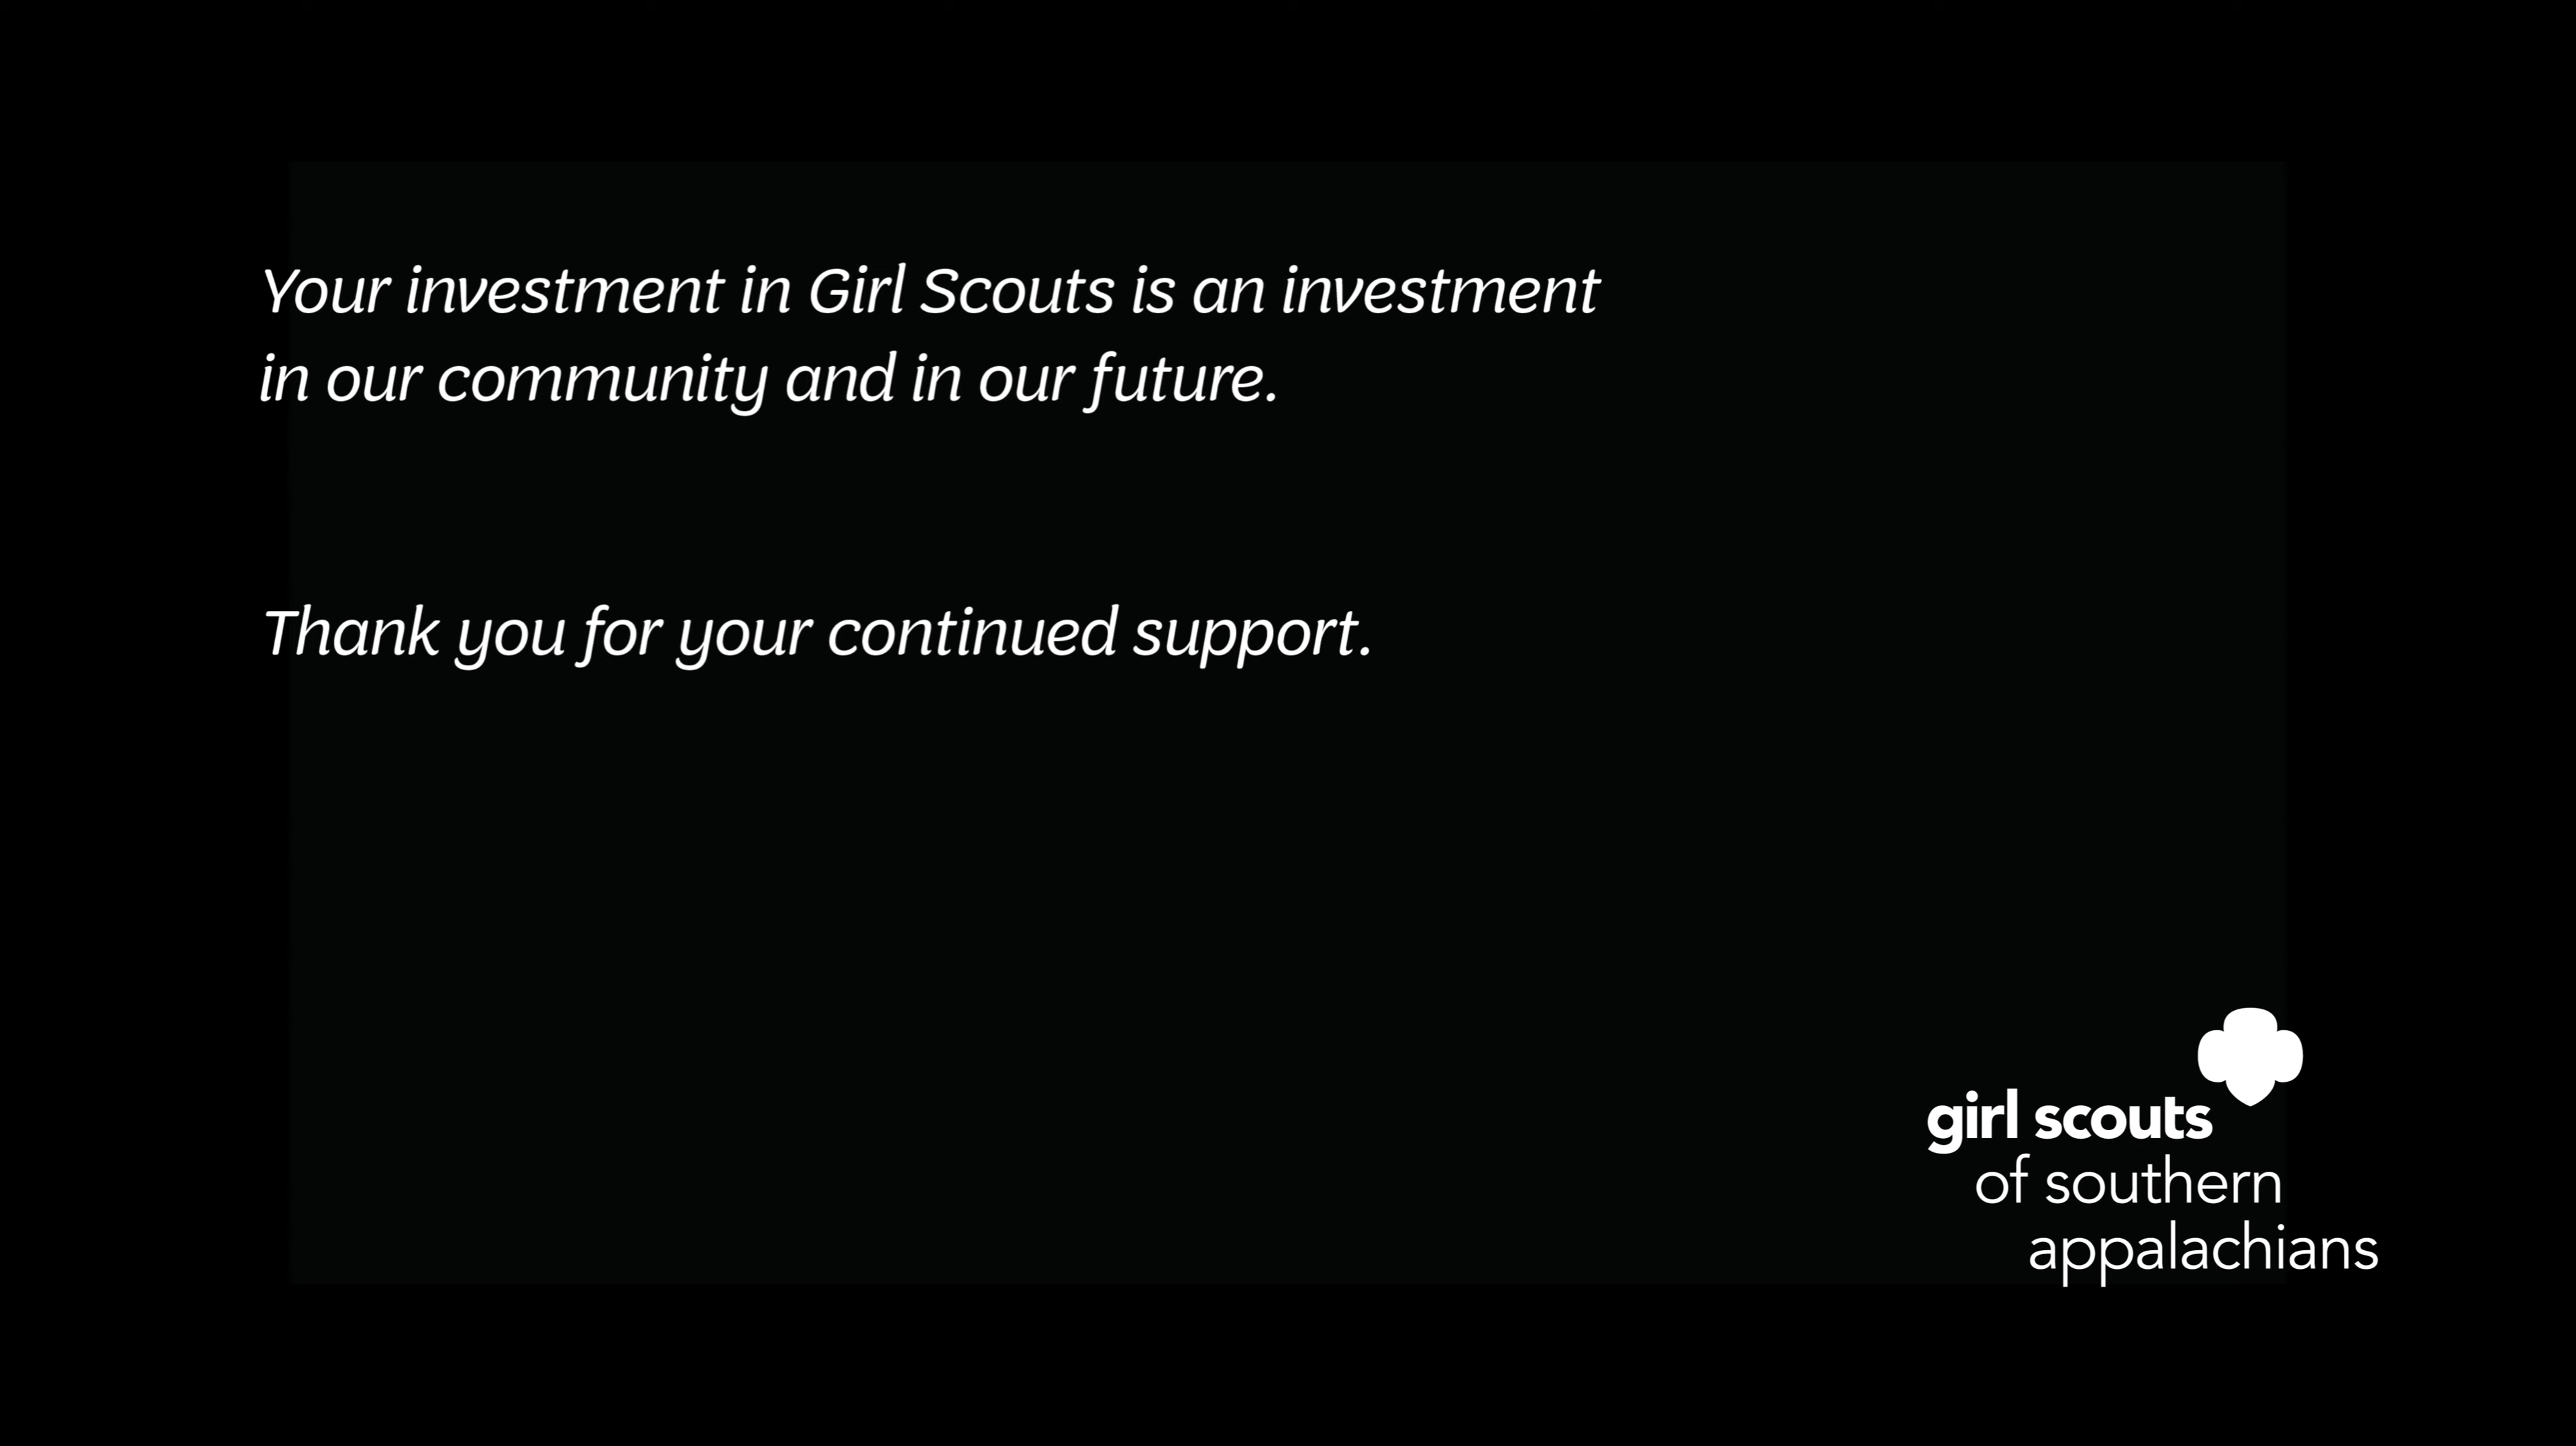 Your investment in Girl Scouts is an investment
in our community and in our future.
Thank you for your continued support.
girl scouts
of southern
appalachians